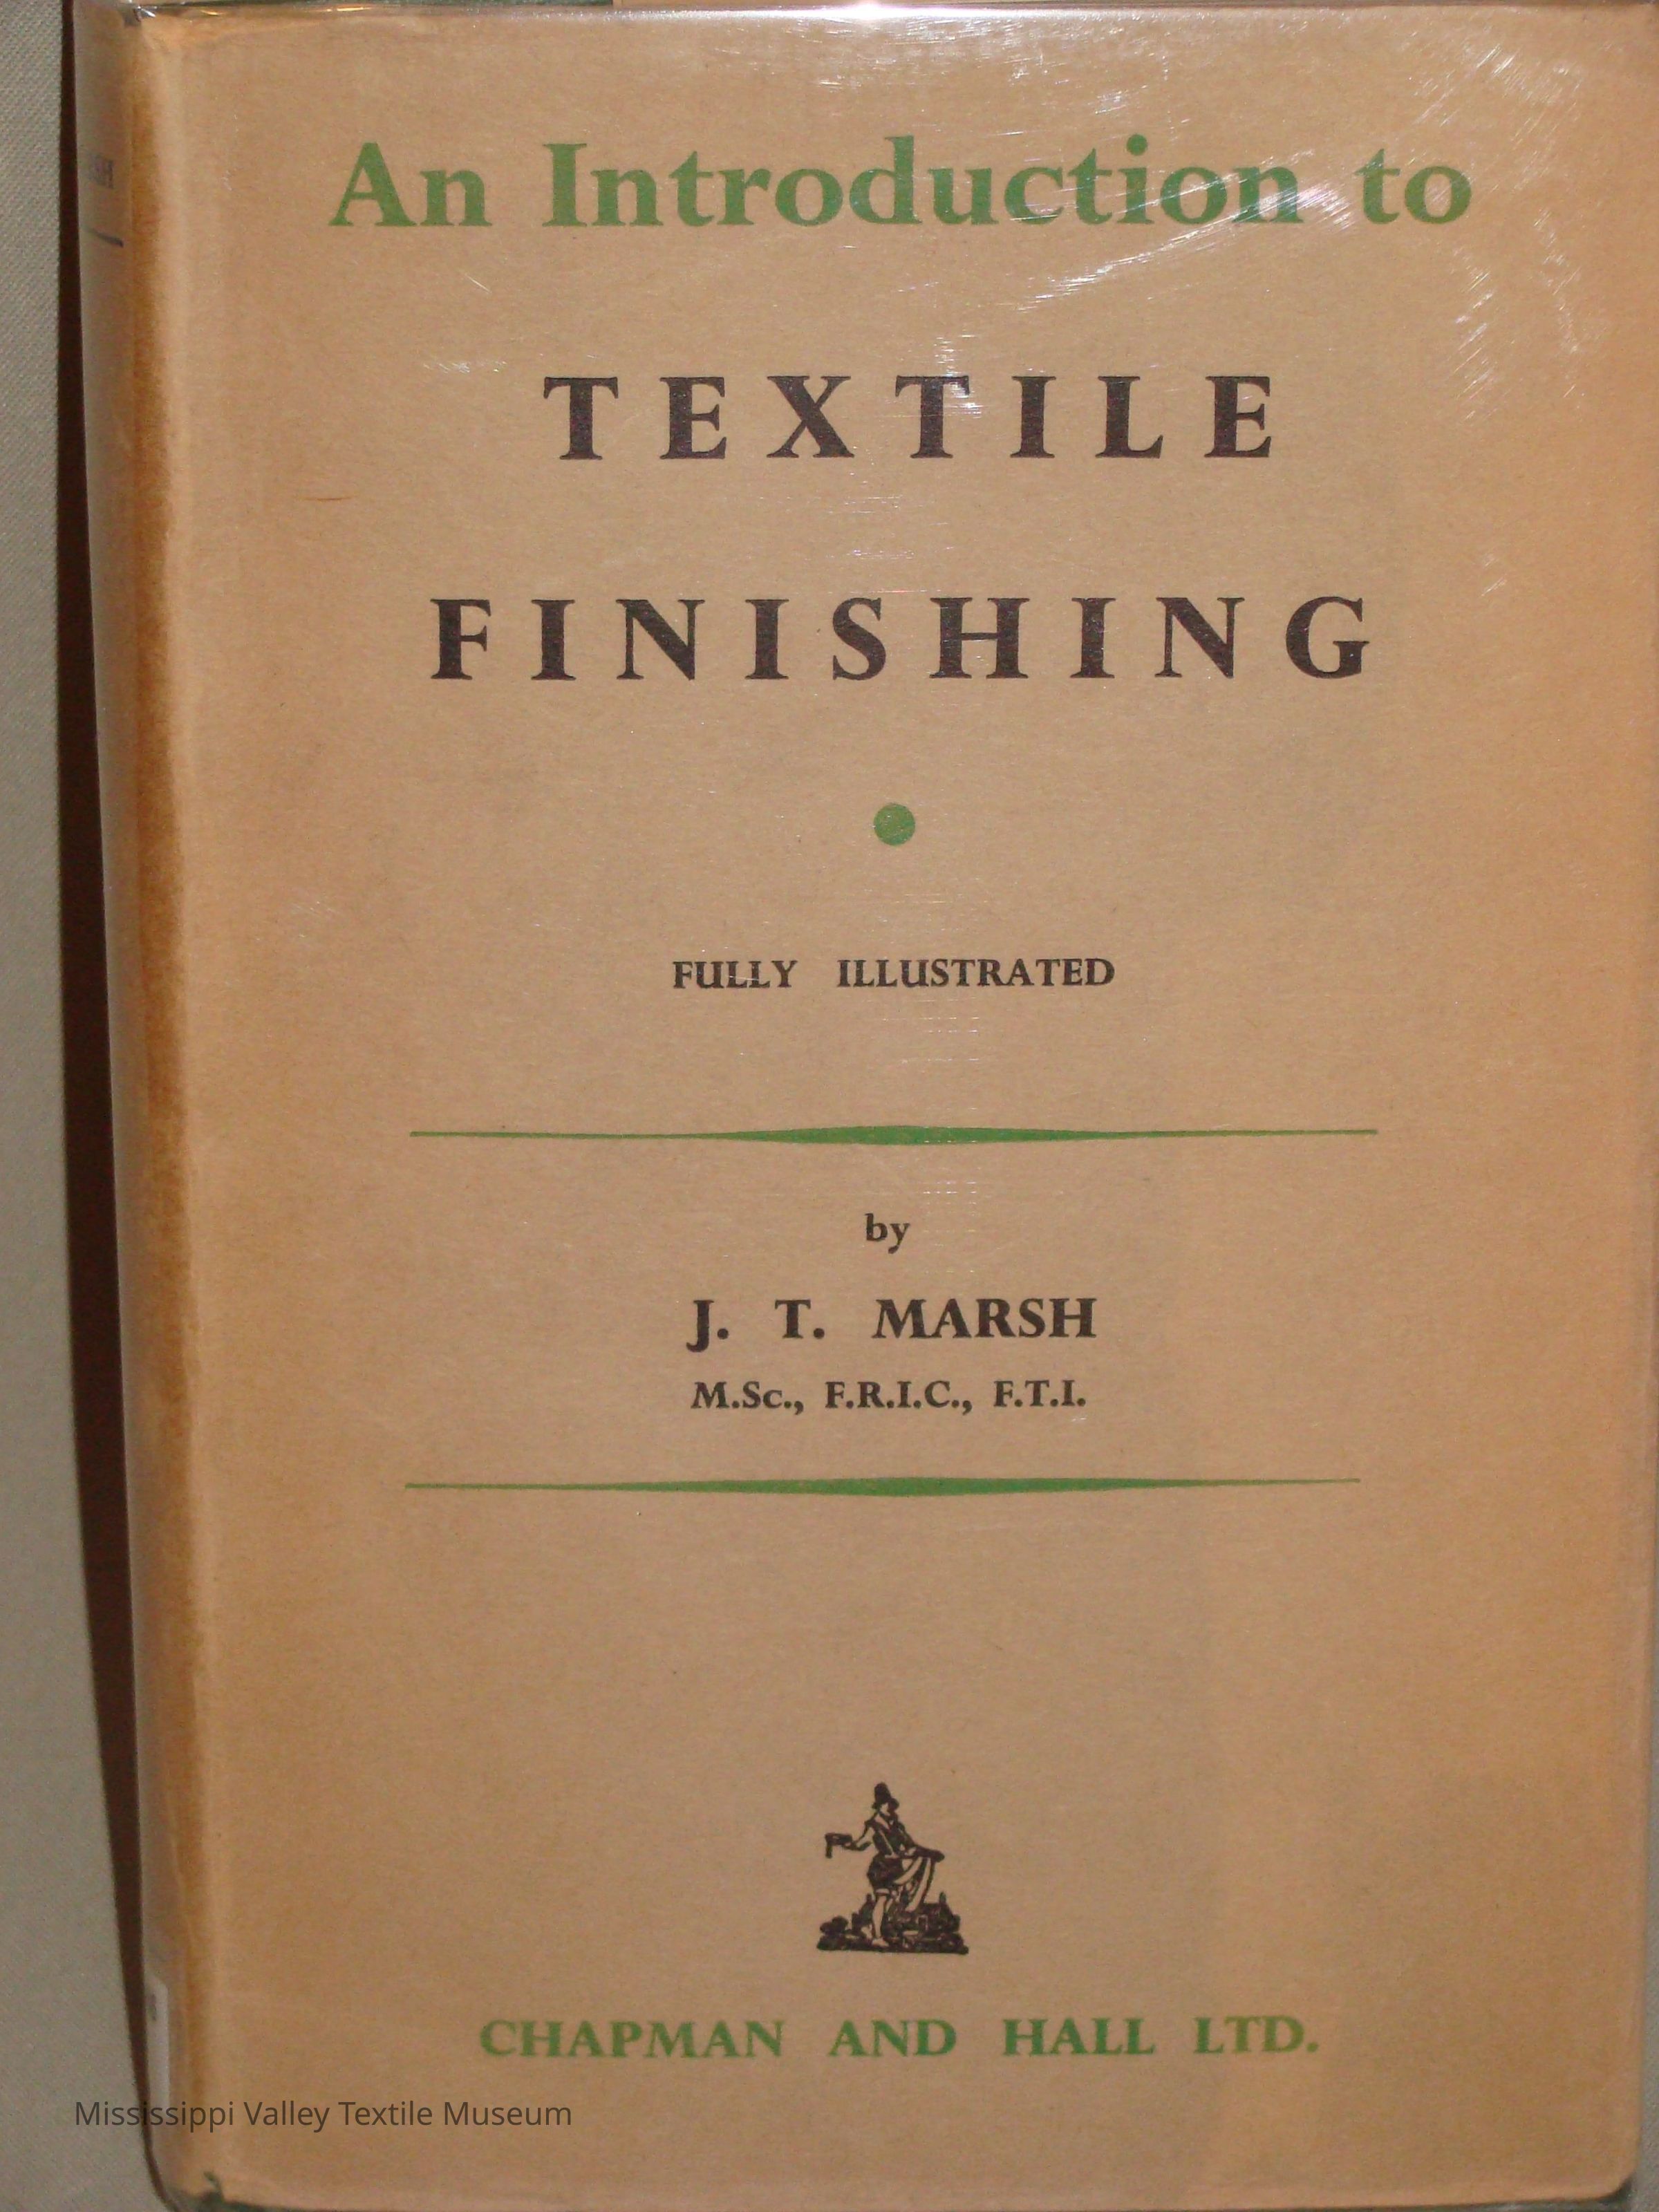 An Introduction to
TEXTILE
FINISHING
FULLY ILLUSTRATED
by
J. T. MARSH
M.Sc., F.R.I.C., F.T.I.
CHAPMAN AND HALL LTD.
Mississippi Valley Textile Museum